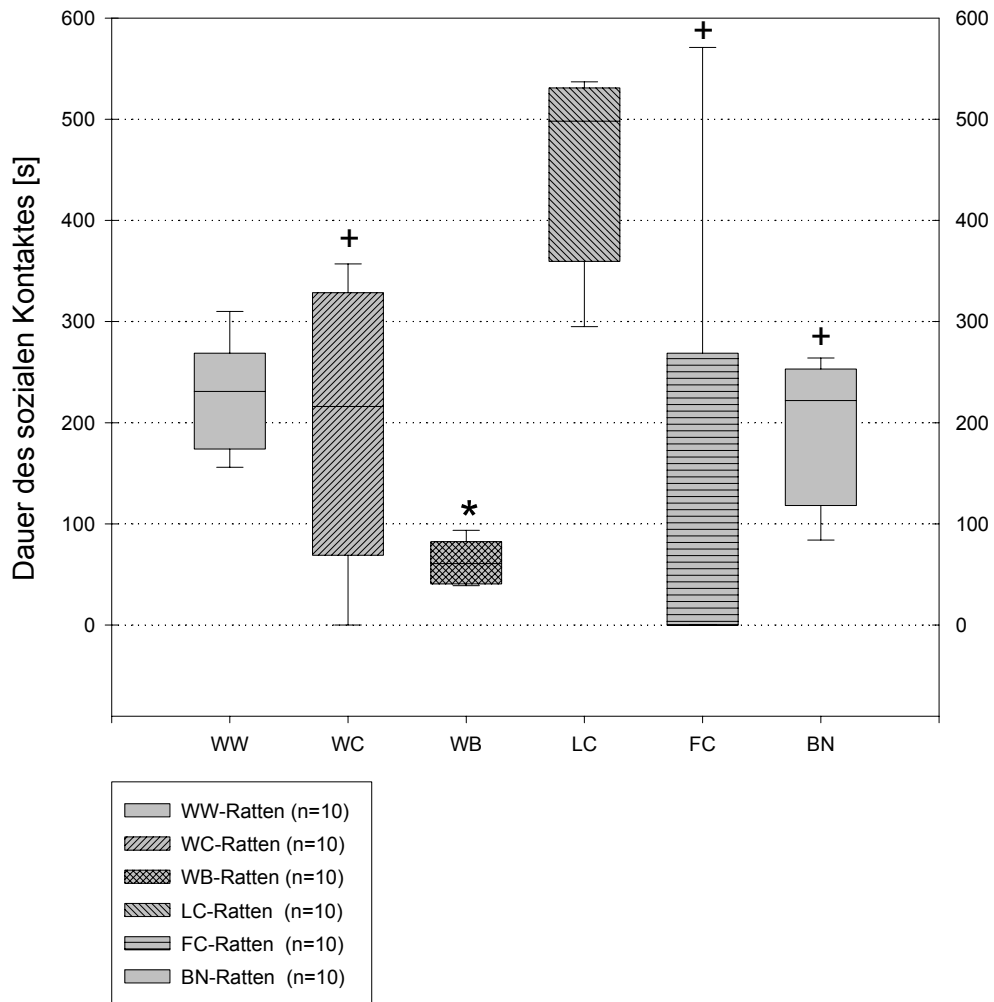 600
500
400
300
200
100
0
Dauer des sozialen Kontaktes [s]
+
+
*
+
+
600
500
400
300
200
100
0
WW WC WB LC FC BN
WW-Ratten (n=10)
WC-Ratten (n=10)
WB-Ratten (n=10)
LC-Ratten (n=10)
FC-Ratten (n=10)
BN-Ratten (n=10)